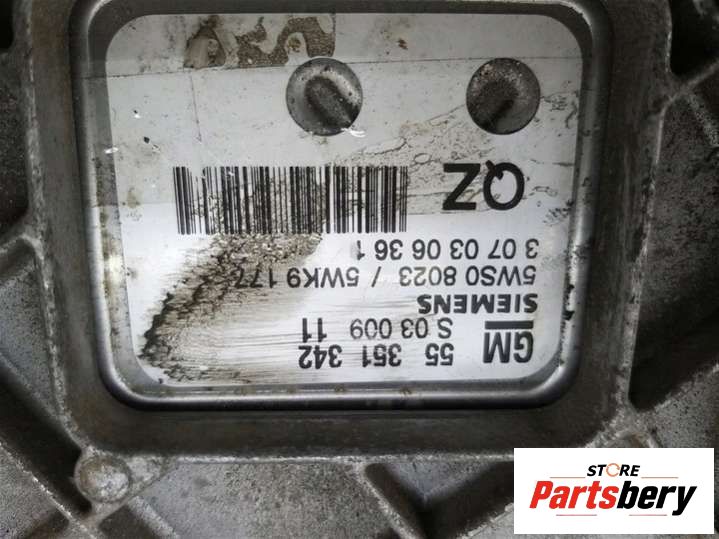 GM 55 351 342
S 03 009 11
SIEMENS
5WS0 8023 / 5WK9 177
3 07 03 06 36 1
QZ
STORE
Partsbery